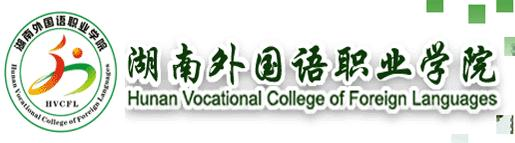 湖南外国语职业学院
HVCFL
Hunan Vocational College of Foreign Languages
湖南外国语职业学院
Hunan Vocational College of Foreign Languages